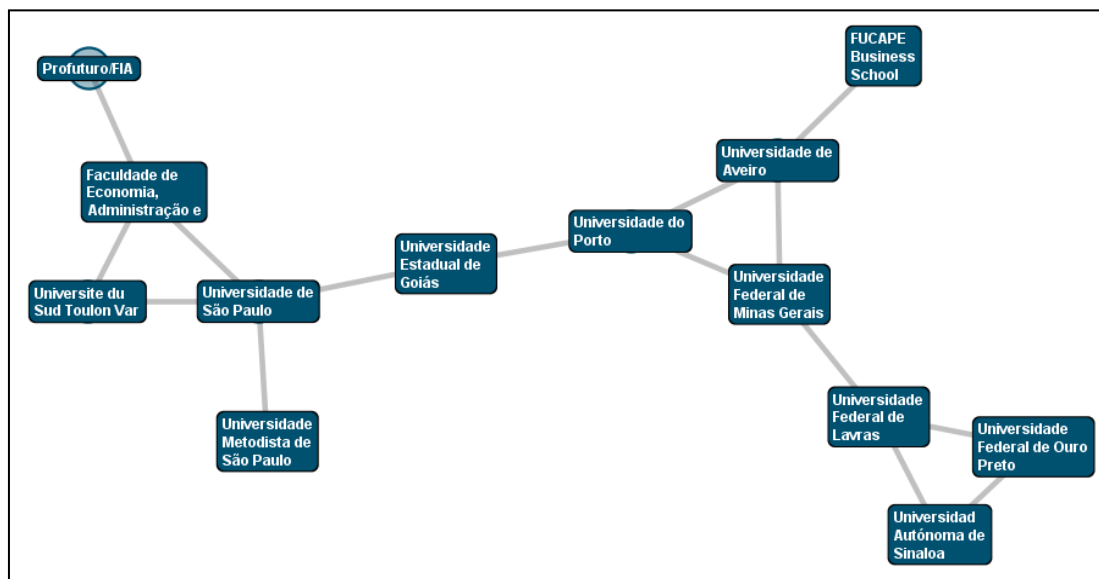 Profuturo/FIA
FUCAPE
Business
School
Universidade de
Aveiro
Faculdade de
Economia,
Administração e
Universidade do
Porto
Universidade
Estadual de
Goiás
Universidade
Federal de
Minas Gerais
Universite du
Sud Toulon Var
Universidade de
São Paulo
Universidade
Metodista de
São Paulo
Universidade
Federal de
Lavras
Universidade
Federal de Ouro
Preto
Universidad
Autónoma de
Sinaloa